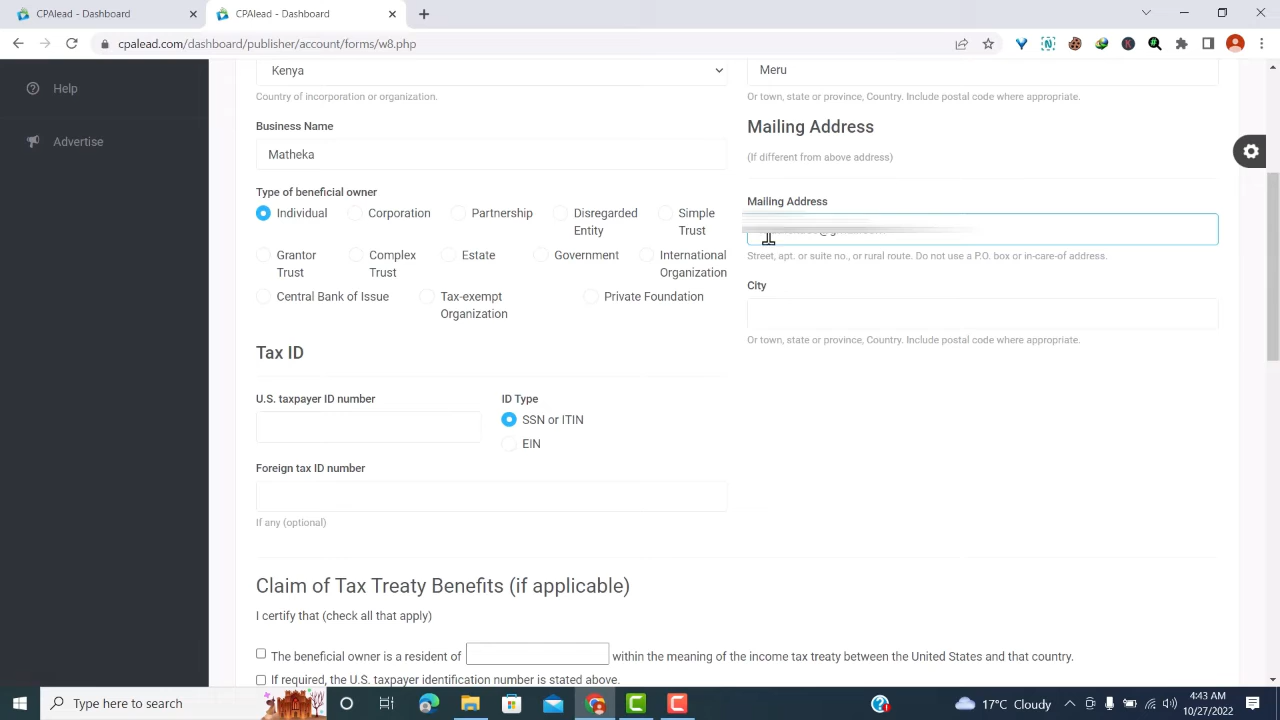 CPAlead - Dashboard
CPAlead - Dashboard
cpalead.com/dashboard/publisher/account/forms/w8.php
Help
Advertise
Kenya
Country of incorporation or organization.
Business Name
Matheka
Type of beneficial owner
Individual
Corporation
Partnership
Disregarded
Entity
Simple
Trust
Grantor
Trust
Complex
Trust
Estate
Government
International
Organization
Central Bank of Issue
Tax-exempt
Organization
Private Foundation
Tax ID
U.S. taxpayer ID number
ID Type
SSN or ITIN
EIN
Foreign tax ID number
If any (optional)
Meru
Or town, state or province, Country. Include postal code where appropriate.
Mailing Address
(If different from above address)
Mailing Address
Street, apt. or suite no., or rural route. Do not use a P.O. box or in-care-of address.
City
Or town, state or province, Country. Include postal code where appropriate.
Claim of Tax Treaty Benefits (if applicable)
I certify that (check all that apply)
The beneficial owner is a resident of within the meaning of the income tax treaty between the United States and that country.
If required, the U.S. taxpayer identification number is stated above.
Type here to search
17°C Cloudy
4:43 AM
10/27/2022